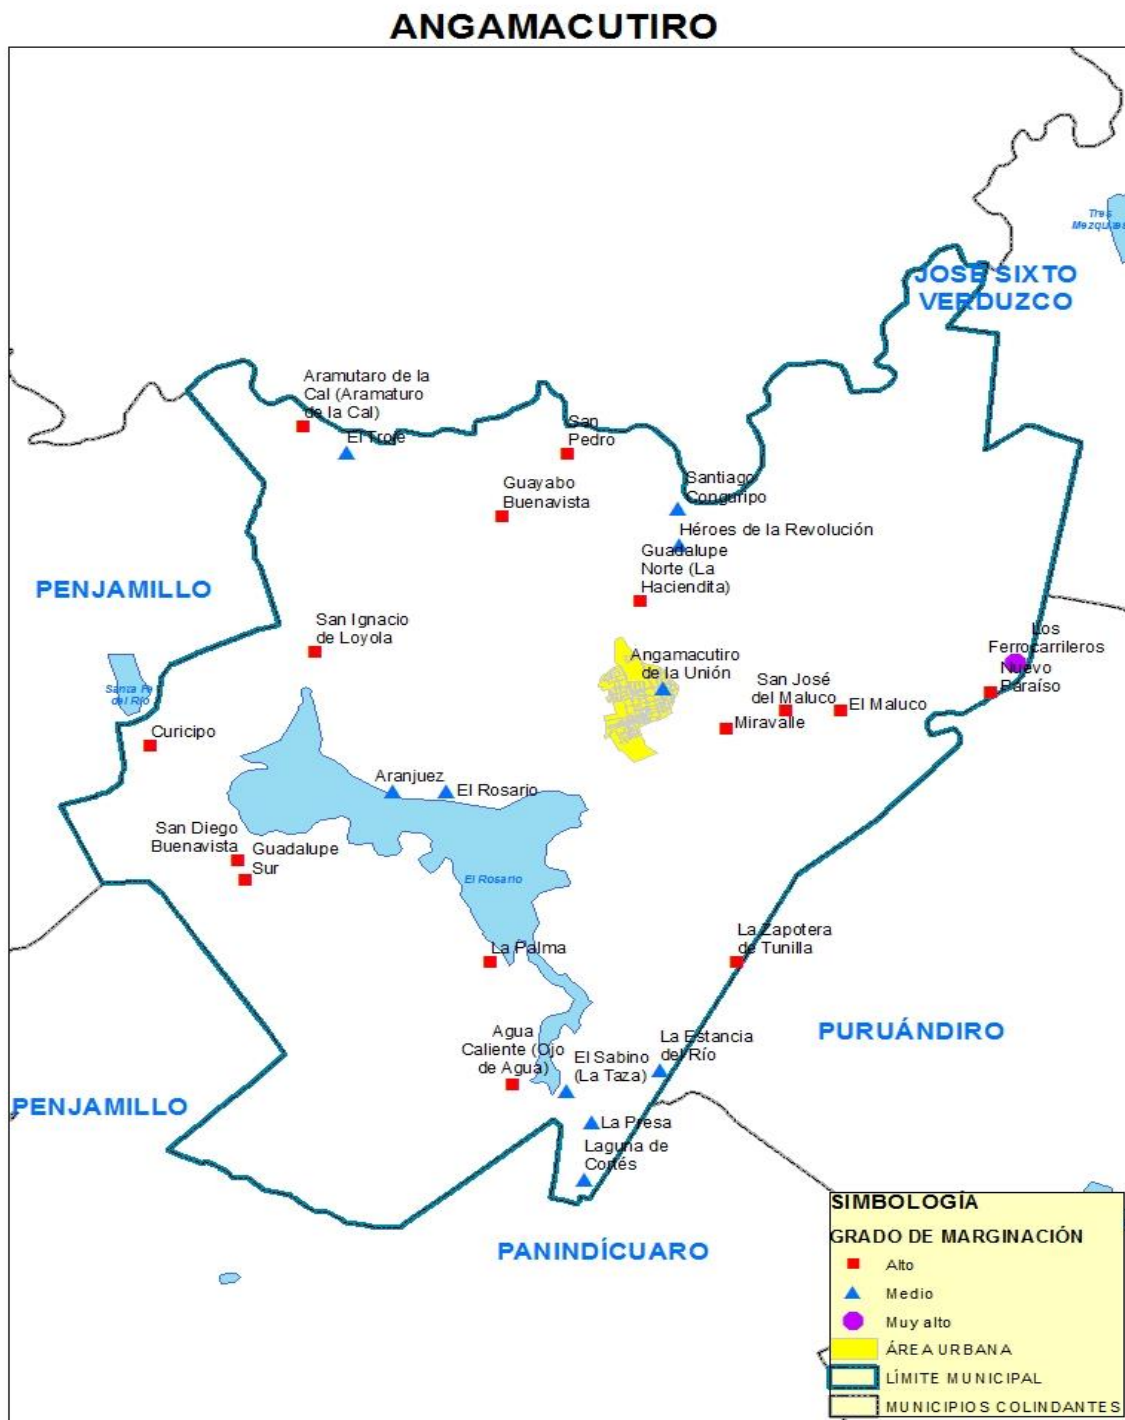 ANGAMACUTIRO
Tres
Mezquites
JOSÉ SIXTO
VERDUZCO
Aramutaro de la
Cal (Aramaturo
de la Cal)
El Troje
San
Pedro
Guayabo
Buenavista
Santiago
Conguripo
Héroes de la Revolución
Guadalupe
Norte (La
Haciendita)
PENJAMILLO
San Ignacio
de Loyola
Los
Ferrocarrileros
Nuevo
Paraíso
Angamacutiro
de la Unión
San José
del Maluco
El Maluco
Miravalle
Santa Fe
del Río
Curicipo
Aranjuez
El Rosario
San Diego
Buenavista
Guadalupe
Sur
El Rosario
La Palma
La Zapotera
de Tunilla
PURUÁNDIRO
Agua
Caliente (Ojo
de Agua)
El Sabino
(La Taza)
La Estancia
del Río
PENJAMILLO
La Presa
Laguna de
Cortés
PANINDÍCUARO
SIMBOLOGÍA
GRADO DE MARGINACIÓN
Alto
Medio
Muy alto
ÁREA URBANA
LÍMITE MUNICIPAL
MUNICIPIOS COLINDANTES